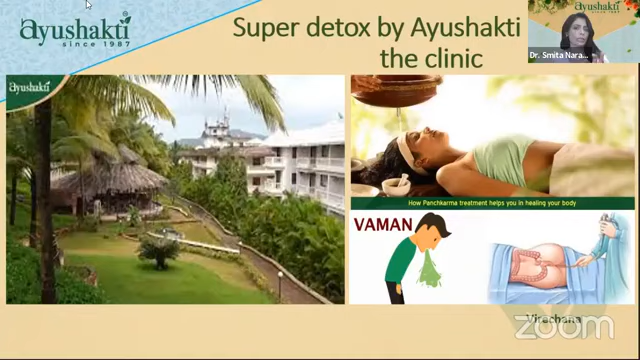 Ayushakti
since 1987
Super detox by Ayushakti
the clinic
Ayushakti
Dr. Smita Nara...
Ayushakti
How Panchkarma treatment helps you in healing your body
VAMAN
Virechana
zoom